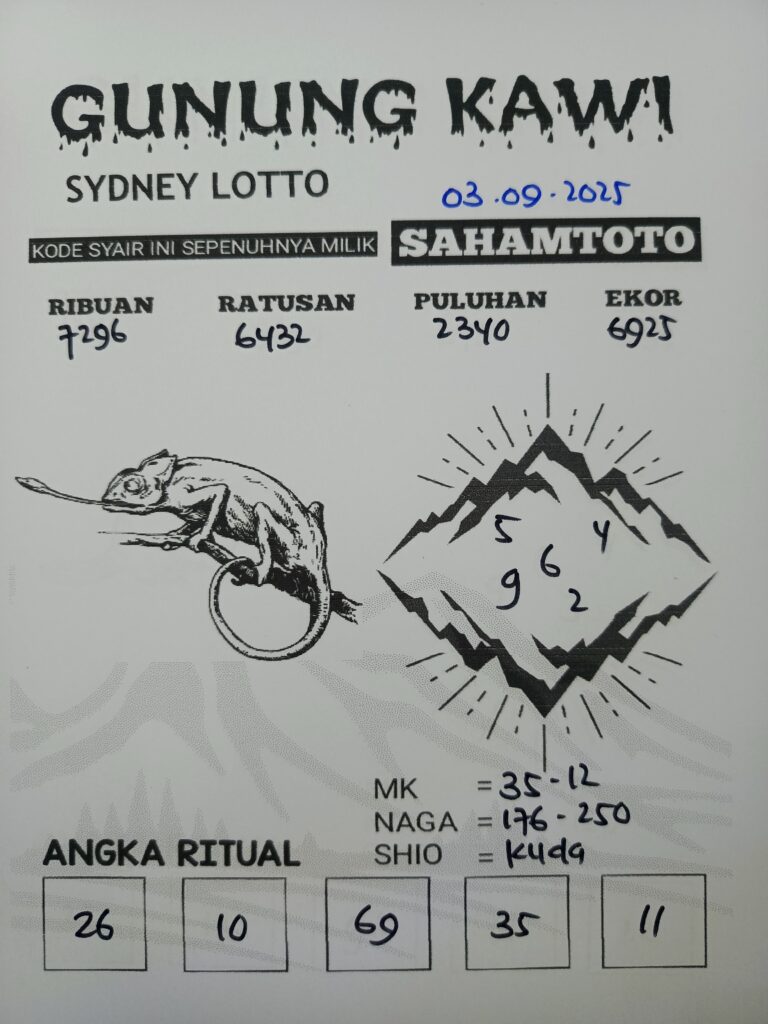 GUNUNG KAWI
SYDNEY LOTTO
03.09.2025
KODE SYAIR INI SEPENUHNYA MILIK SAHAMTOTO
RIBUAN RATUSAN PULUHAN EKOR
7296 6432 2340 6925
5 4
6
9 2
MK = 35-12
NAGA = 176-250
SHIO = Kuda
ANGKA RITUAL
26 10 69 35 11